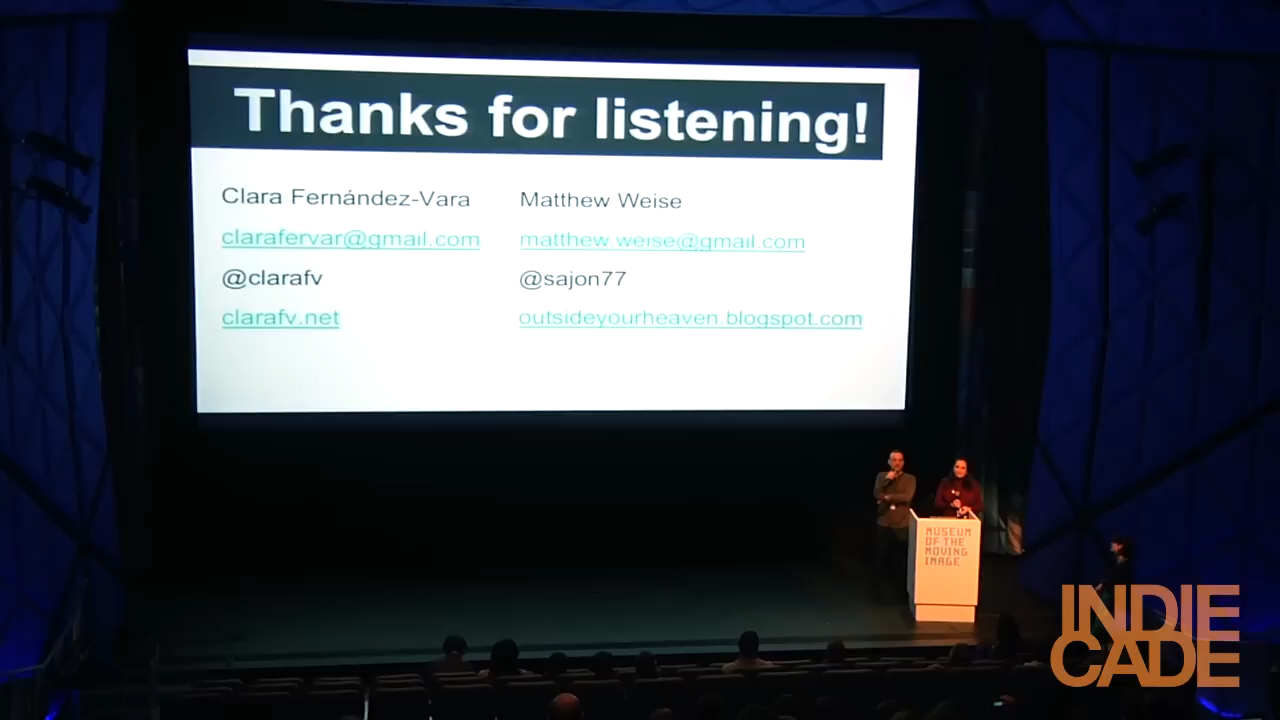 Thanks for listening!
Clara Fernández-Vara
clarafervar@gmail.com
@clarafv
clarafv.net
Matthew Weise
matthew.weise@gmail.com
@sajon77
outsideyourheaven.blogspot.com
MUSEUM
OF THE
MOVING
IMAGE
INDIE
CADE